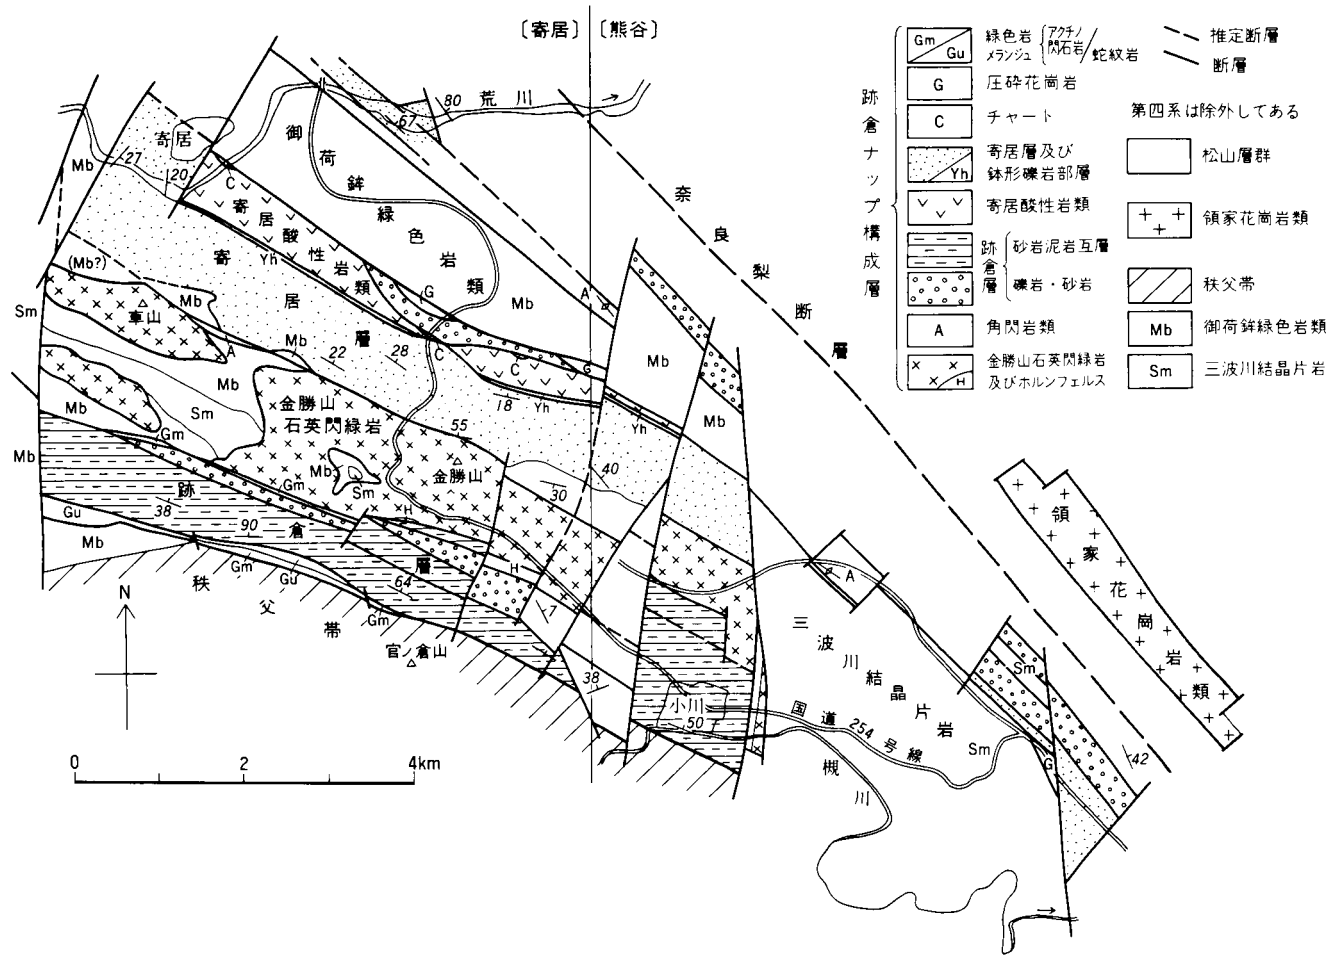 〔寄居〕 〔熊谷〕
荒川
80
67
寄居
27
20
Mb
御荷鉾緑色岩類
C
寄居酸性岩類
Yh
寄居層
G
Mb
A
奈良梨断層
(Mb?)
Mb
Sm
車山
A
Mb
22
28
C
C
G
18
Yh
Yh
Mb
Mb
Mb
Sm
Mb
Gm
Mb
金勝山
石英閃緑岩
55
金勝山
Mb
Sm
Gm
H
40
30
跡倉層
38
90
Gu
Mb
Gm
Gu
64
Gm
H
7
秩父帯
官ノ倉山
38
小川
50
N
0 2 4km
A
三波川結晶片岩
国道254号線
Sm
槻川
Sm
G
42
領家花崗岩類
跡倉ナップ構成層
Gm
Gu
緑色岩メランジュ
アクチノ閃石岩/蛇紋岩
G 圧砕花崗岩
C チャート
Yh 寄居層及び鉢形礫岩部層
寄居酸性岩類
跡倉層
砂岩泥岩互層
礫岩・砂岩
A 角閃岩類
H 金勝山石英閃緑岩及びホルンフェルス
推定断層
断層
第四系は除外してある
松山層群
領家花崗岩類
秩父帯
Mb 御荷鉾緑色岩類
Sm 三波川結晶片岩